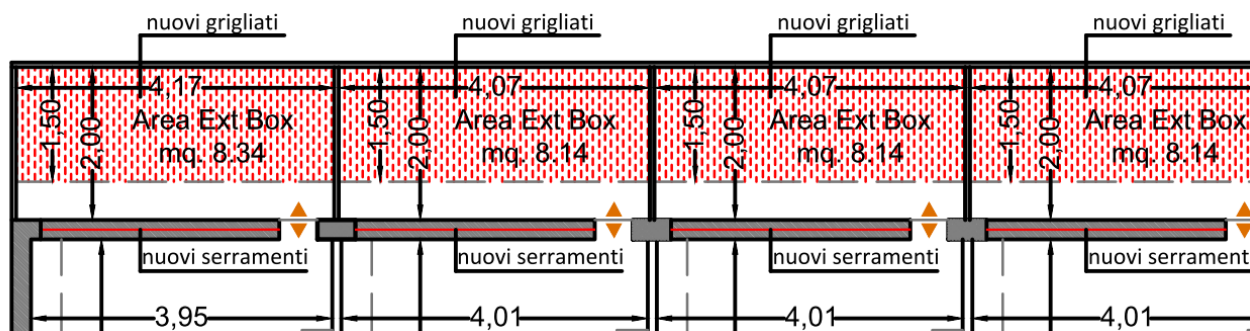 nuovi grigliati
nuovi grigliati
nuovi grigliati
nuovi grigliati
4,17
4,07
4,07
4,07
1,50
2,00
Area Ext Box
mq. 8.34
1,50
2,00
Area Ext Box
mq. 8.14
1,50
2,00
Area Ext Box
mq. 8.14
1,50
2,00
Area Ext Box
mq. 8.14
nuovi serramenti
nuovi serramenti
nuovi serramenti
nuovi serramenti
3,95
4,01
4,01
4,01